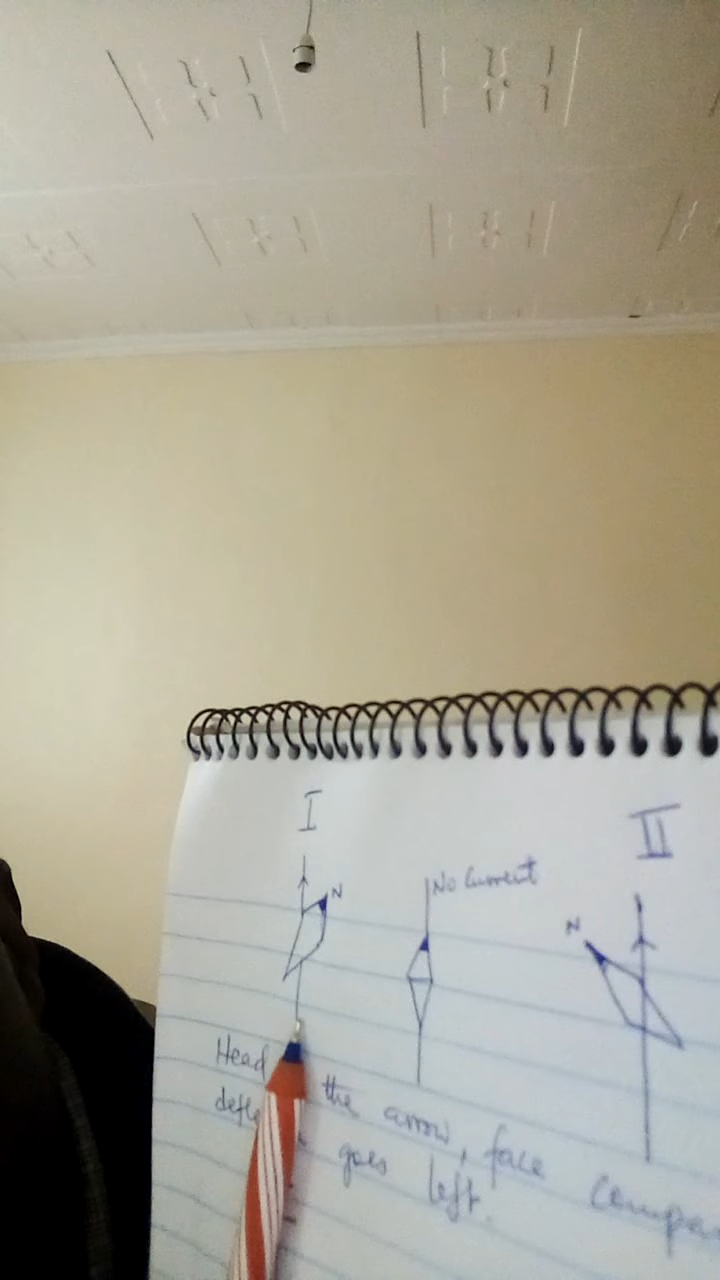 I II
N No Current N
Head the arrow, face
goes left.